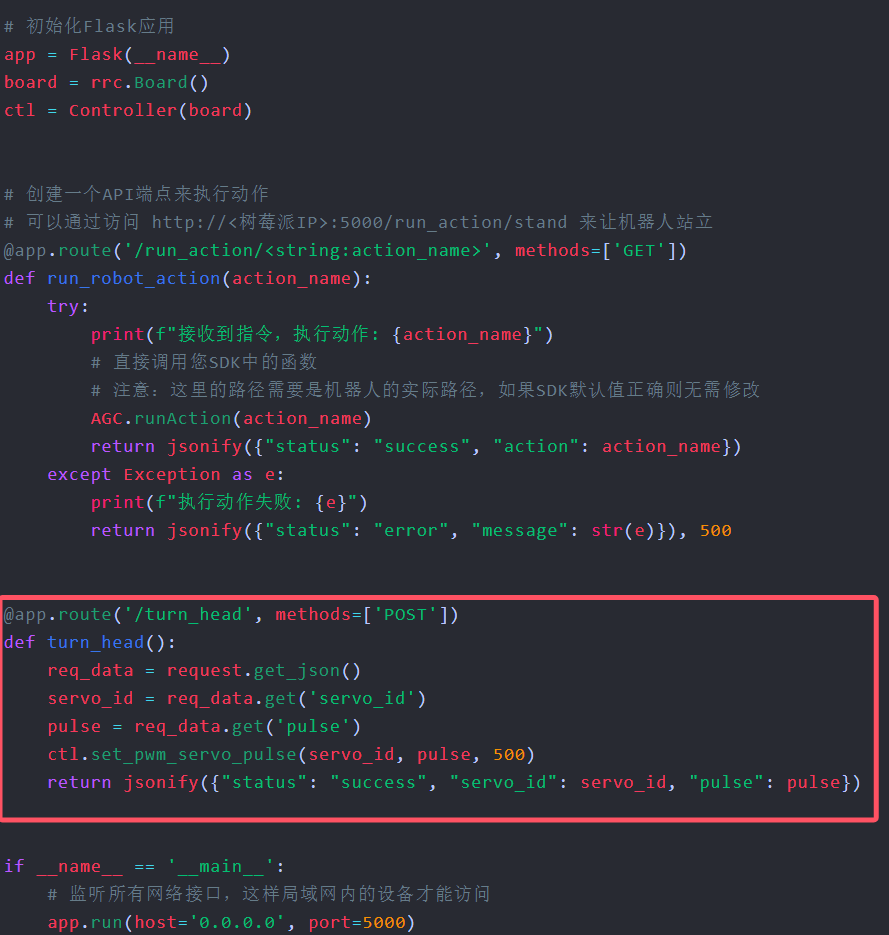 # 初始化Flask应用
app = Flask(__name__)
board = rrc.Board()
ctl = Controller(board)
# 创建一个API端点来执行动作
# 可以通过访问 http://<树莓派IP>:5000/run_action/stand 来让机器人站立
@app.route('/run_action/<string:action_name>', methods=['GET'])
def run_robot_action(action_name):
    try:
        print(f"接收到指令，执行动作: {action_name}")
        # 直接调用您SDK中的函数
        # 注意：这里的路径需要是机器人的实际路径，如果SDK默认值正确则无需修改
        AGC.runAction(action_name)
        return jsonify({"status": "success", "action": action_name})
    except Exception as e:
        print(f"执行动作失败: {e}")
        return jsonify({"status": "error", "message": str(e)}), 500
@app.route('/turn_head', methods=['POST'])
def turn_head():
    req_data = request.get_json()
    servo_id = req_data.get('servo_id')
    pulse = req_data.get('pulse')
    ctl.set_pwm_servo_pulse(servo_id, pulse, 500)
    return jsonify({"status": "success", "servo_id": servo_id, "pulse": pulse})
if __name__ == '__main__':
    # 监听所有网络接口，这样局域网内的设备才能访问
    app.run(host='0.0.0.0', port=5000)